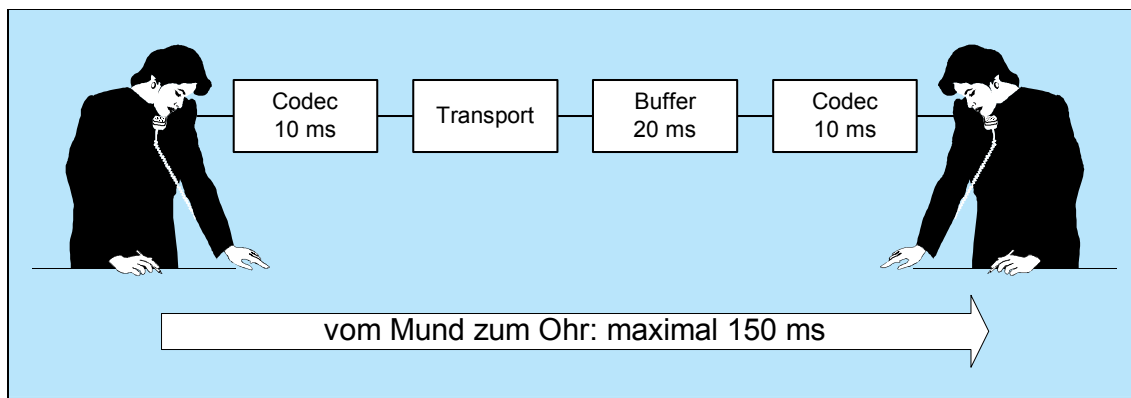 Codec
10 ms
Transport
Buffer
20 ms
Codec
10 ms
vom Mund zum Ohr: maximal 150 ms